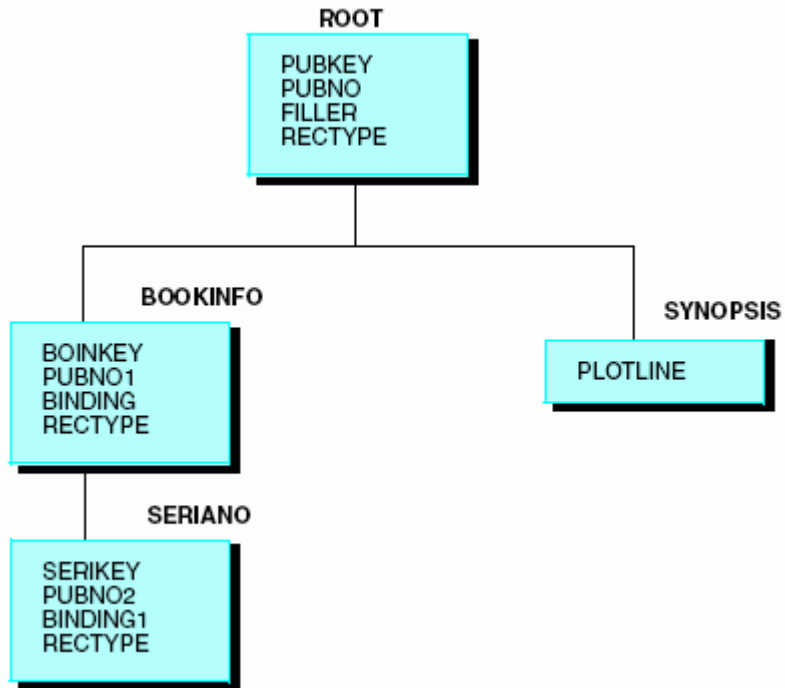 ROOT
PUBKEY
PUBNO
FILLER
RECTYPE
BOOKINFO
BOINKEY
PUBNO1
BINDING
RECTYPE
SYNOPSIS
PLOTLINE
SERIANO
SERIKEY
PUBNO2
BINDING1
RECTYPE